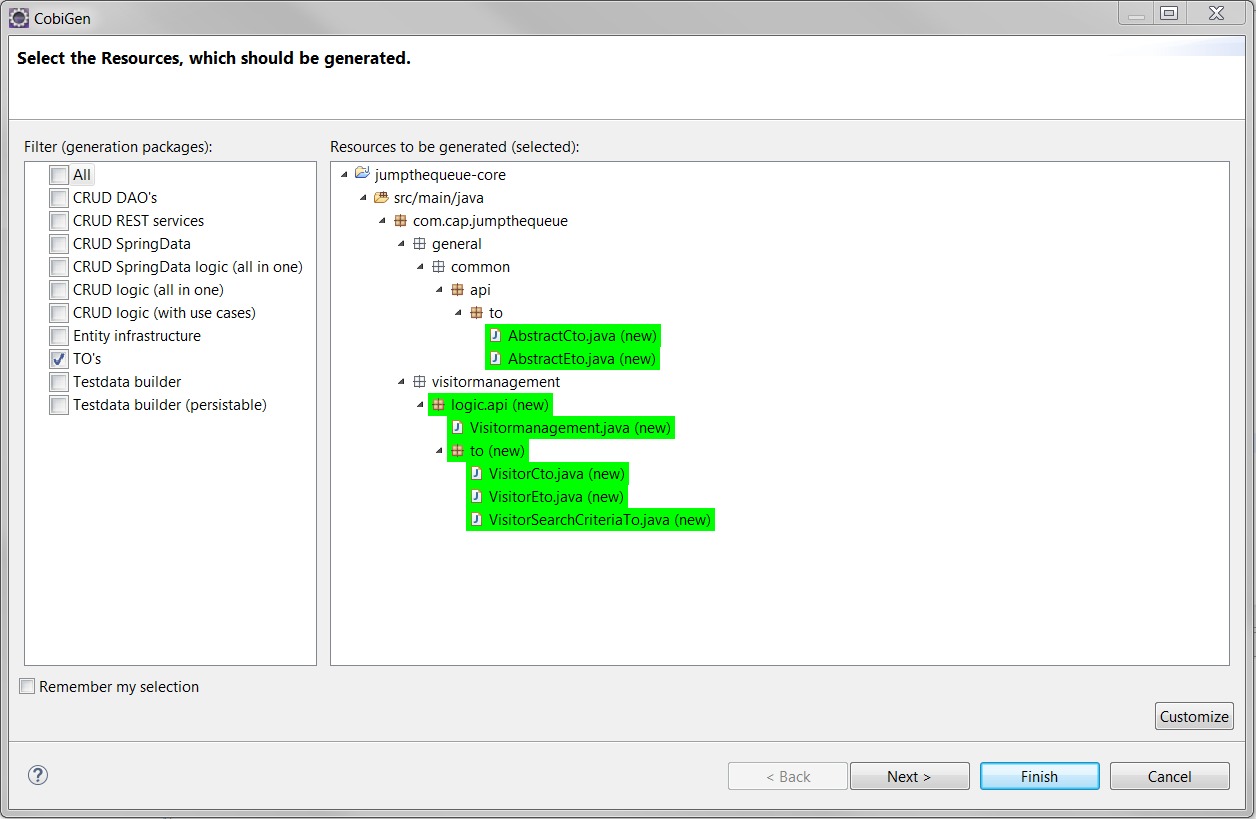 CobiGen
Select the Resources, which should be generated.
Filter (generation packages):
All
CRUD DAO's
CRUD REST services
CRUD SpringData
CRUD SpringData logic (all in one)
CRUD logic (all in one)
CRUD logic (with use cases)
Entity infrastructure
TO's
Testdata builder
Testdata builder (persistable)
Resources to be generated (selected):
jumpthequeue-core
src/main/java
com.cap.jumpthequeue
general
common
api
to
AbstractCto.java (new)
AbstractEto.java (new)
visitormanagement
logic.api (new)
Visitormanagement.java (new)
to (new)
VisitorCto.java (new)
VisitorEto.java (new)
VisitorSearchCriteriaTo.java (new)
Remember my selection
Customize
?
< Back
Next >
Finish
Cancel